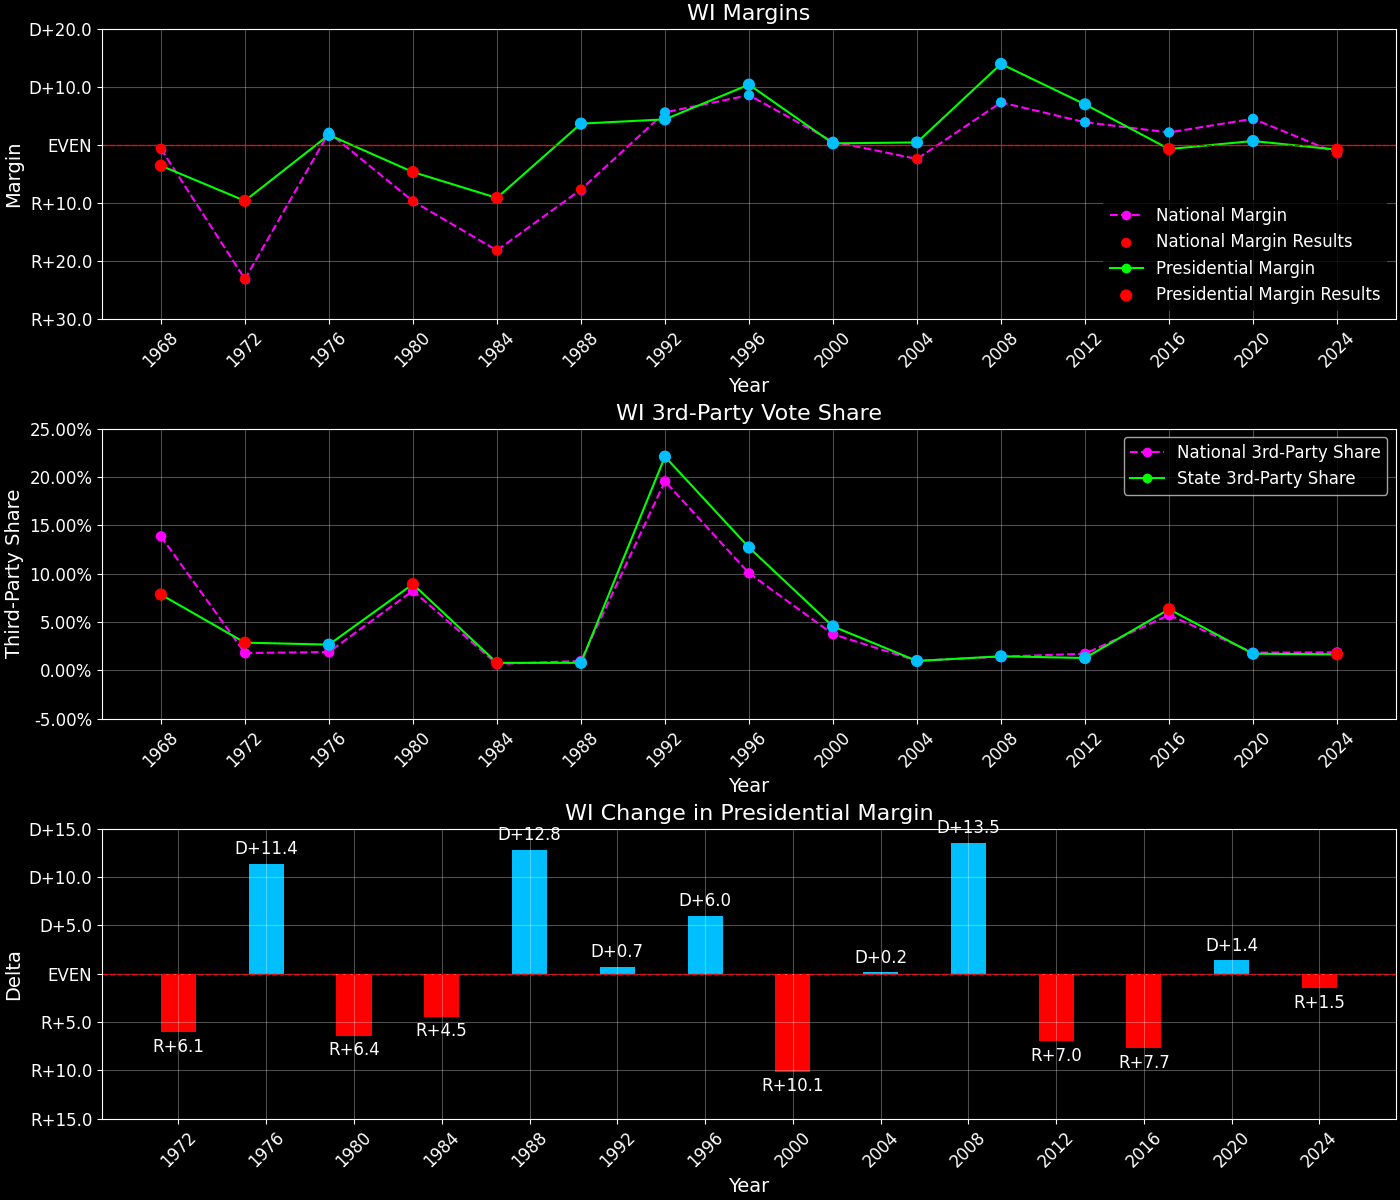 WI Margins
D+20.0
D+10.0
EVEN
R+10.0
R+20.0
R+30.0
Margin
National Margin
National Margin Results
Presidential Margin
Presidential Margin Results
1968 1972 1976 1980 1984 1988 1992 1996 2000 2004 2008 2012 2016 2020 2024
Year
WI 3rd-Party Vote Share
25.00%
20.00%
15.00%
10.00%
5.00%
0.00%
-5.00%
Third-Party Share
National 3rd-Party Share
State 3rd-Party Share
1968 1972 1976 1980 1984 1988 1992 1996 2000 2004 2008 2012 2016 2020 2024
Year
WI Change in Presidential Margin
D+15.0
D+10.0
D+5.0
EVEN
R+5.0
R+10.0
R+15.0
Delta
R+6.1
D+11.4
R+6.4
R+4.5
D+12.8
D+0.7
D+6.0
R+10.1
D+0.2
D+13.5
R+7.0
R+7.7
D+1.4
R+1.5
1972 1976 1980 1984 1988 1992 1996 2000 2004 2008 2012 2016 2020 2024
Year